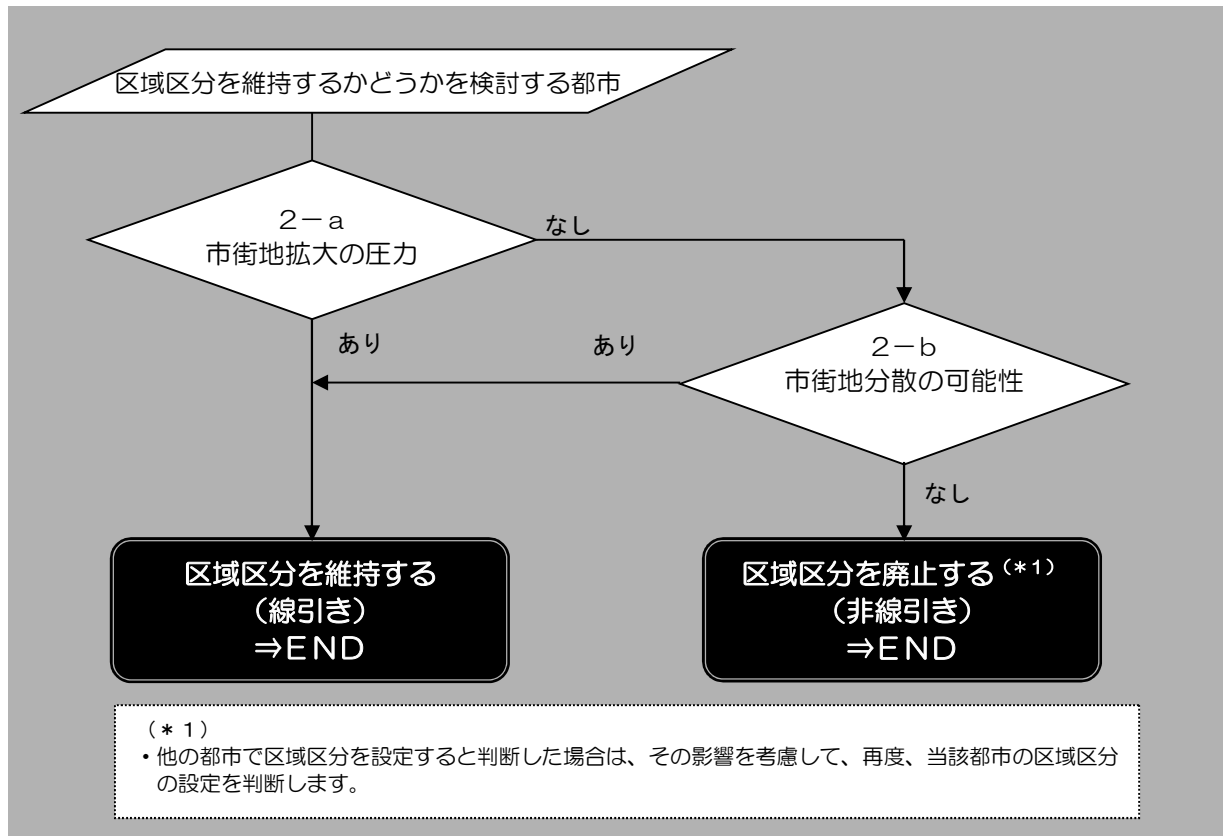 区域区分を維持するかどうかを検討する都市
2－a
市街地拡大の圧力
なし
あり
あり
2－b
市街地分散の可能性
なし
区域区分を維持する
（線引き）
⇒END
区域区分を廃止する（*1）
（非線引き）
⇒END
（*1）
・他の都市で区域区分を設定すると判断した場合は、その影響を考慮して、再度、当該都市の区域区分
の設定を判断します。